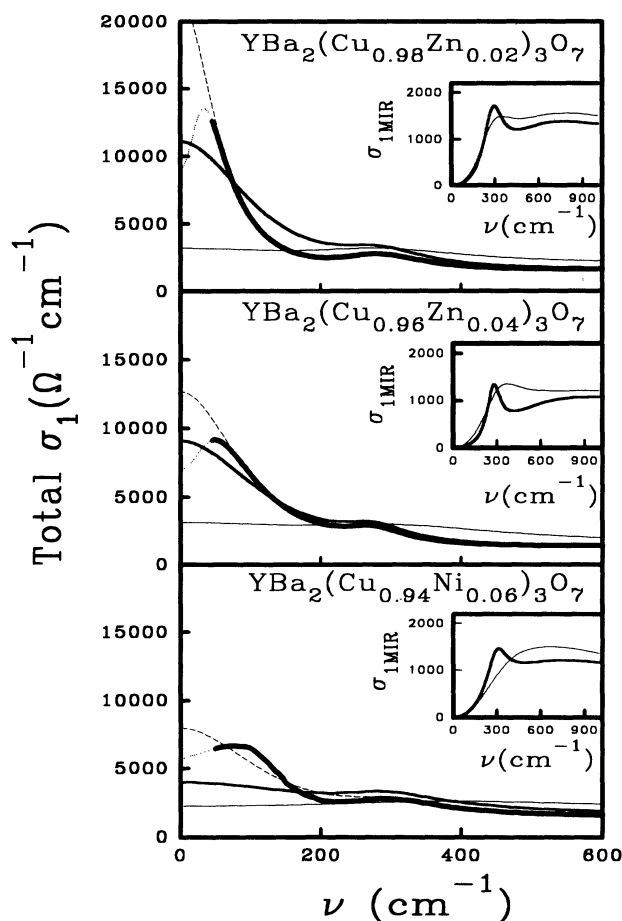 Total σ₁(Ω⁻¹cm⁻¹)
20000
15000
10000
5000
0
YBa₂(Cu₀.₉₈Zn₀.₀₂)₃O₇
σ₁MIR
2000
1000
0
0 300 600 900
ν(cm⁻¹)
15000
10000
5000
0
YBa₂(Cu₀.₉₆Zn₀.₀₄)₃O₇
σ₁MIR
2000
1000
0
0 300 600 900
ν(cm⁻¹)
15000
10000
5000
0
YBa₂(Cu₀.₉₄Ni₀.₀₆)₃O₇
σ₁MIR
2000
1000
0
0 300 600 900
ν(cm⁻¹)
0 200 400 600
ν (cm⁻¹)